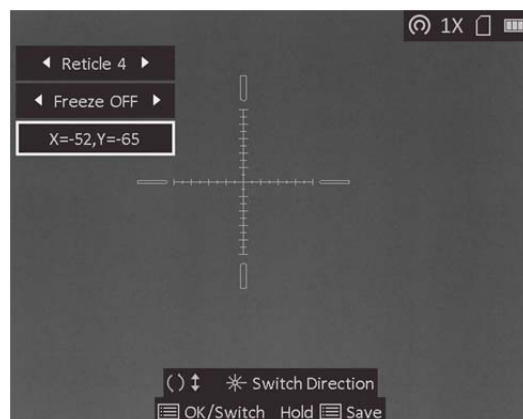 1X
Reticle 4
Freeze OFF
X=-52,Y=-65
Switch Direction
OK/Switch Hold Save